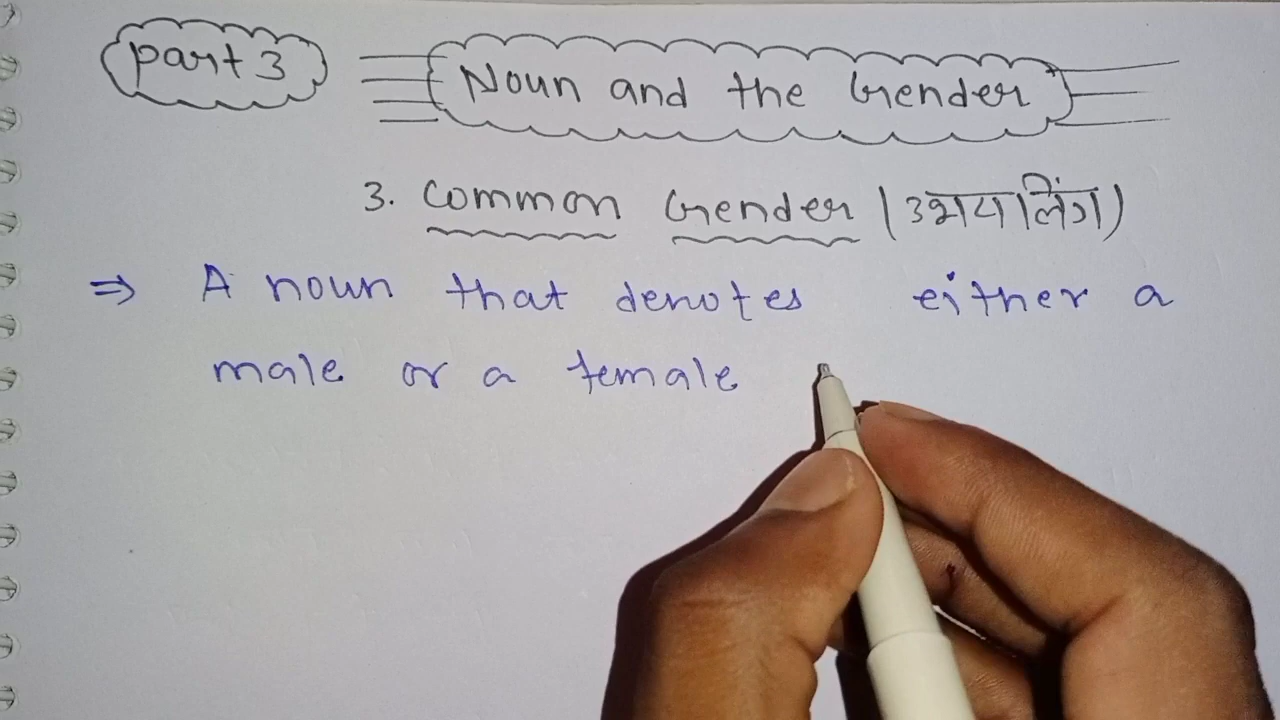 Part 3
Noun and the Gender
3. Common Gender (उभयलिंग)
⇒ A noun that denotes either a
male or a female